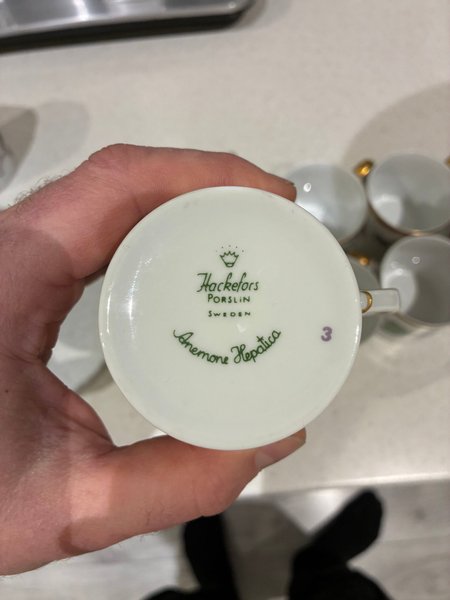 Hackefors
PORSLIN
SWEDEN
Anemone Hepatica
3